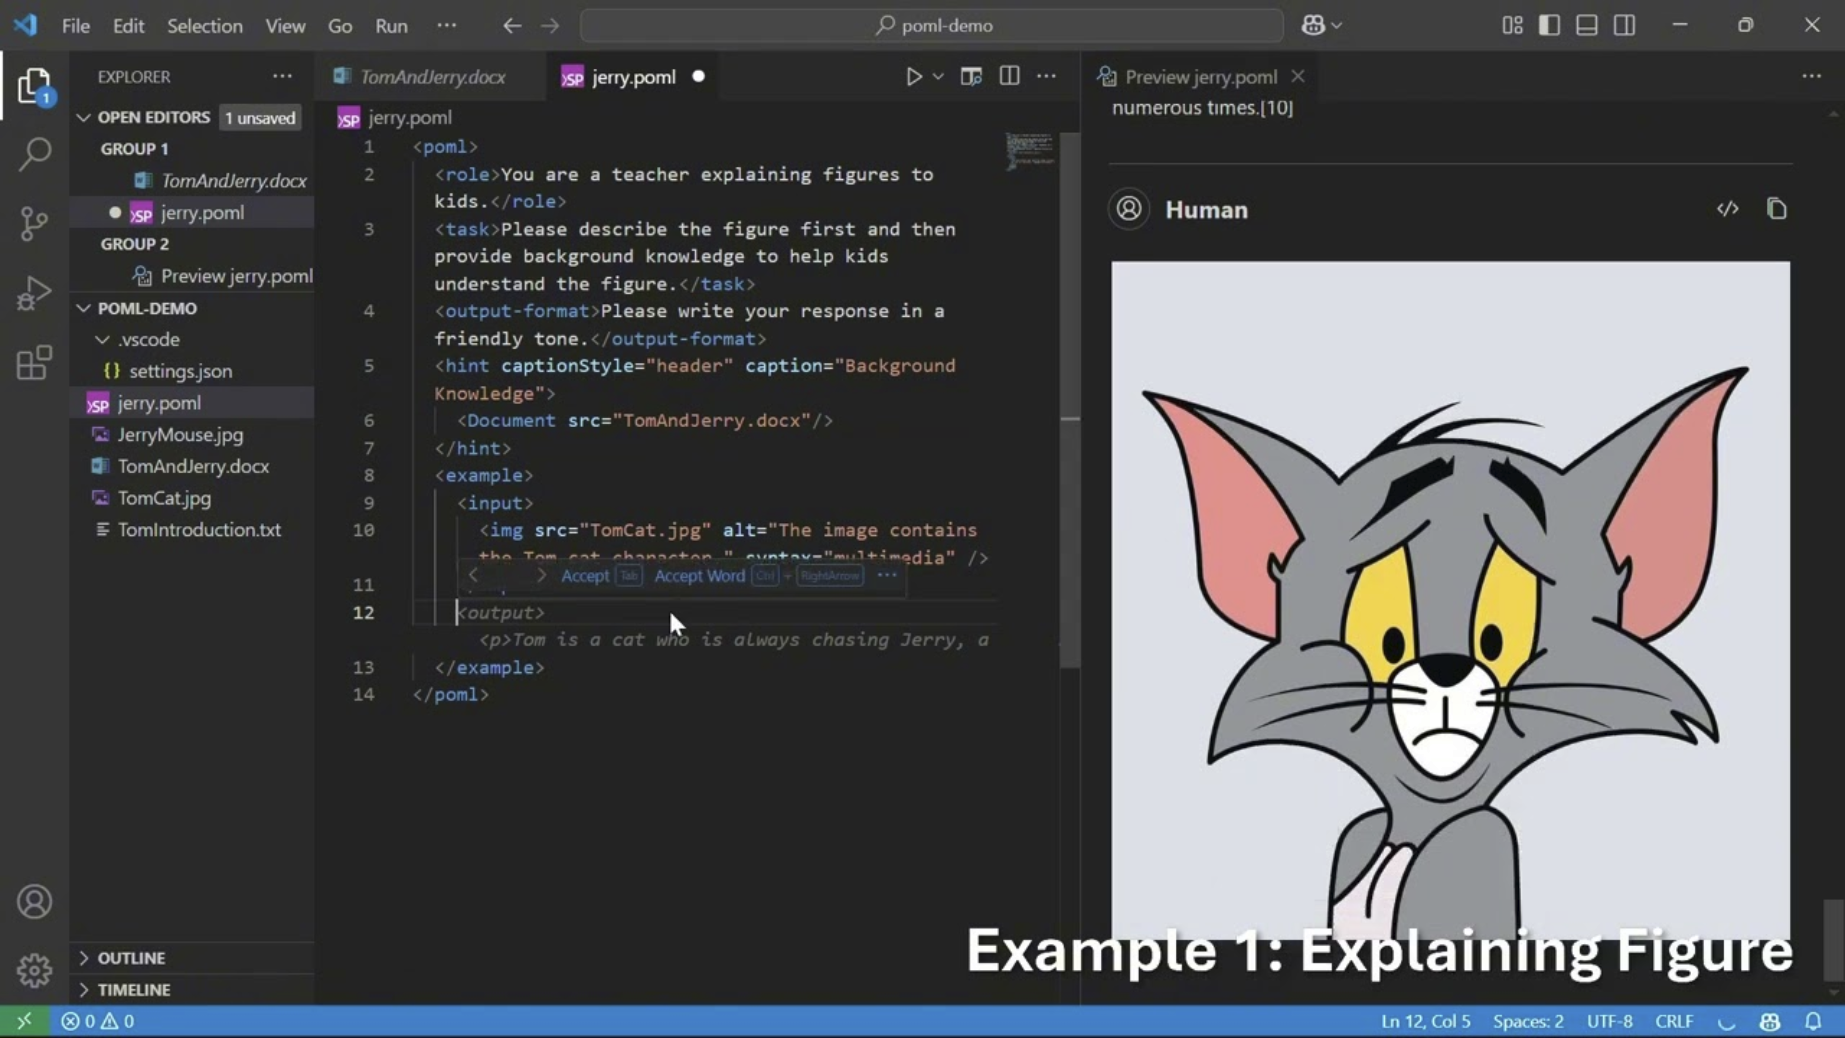 File Edit Selection View Go Run ··· poml-demo
EXPLORER ···
OPEN EDITORS 1 unsaved
GROUP 1
TomAndJerry.docx
jerry.poml
GROUP 2
Preview jerry.poml
POML-DEMO
.vscode
{} settings.json
jerry.poml
JerryMouse.jpg
TomAndJerry.docx
TomCat.jpg
TomIntroduction.txt
OUTLINE
TIMELINE
1
TomAndJerry.docx
jerry.poml
jerry.poml
1 <poml>
2 <role>You are a teacher explaining figures to
kids.</role>
3 <task>Please describe the figure first and then
provide background knowledge to help kids
understand the figure.</task>
4 <output-format>Please write your response in a
friendly tone.</output-format>
5 <hint captionStyle="header" caption="Background
Knowledge">
6 <Document src="TomAndJerry.docx"/>
7 </hint>
8 <example>
9 <input>
10 <img src="TomCat.jpg" alt="The image contains
the Tom cat character." syntax="multimedia" />
Accept Tab Accept Word Ctrl + RightArrow ···
11
12 <output>
<p>Tom is a cat who is always chasing Jerry, a
13 </example>
14 </poml>
Preview jerry.poml
numerous times.[10]
Human
Example 1: Explaining Figure
0 0
Ln 12, Col 5 Spaces: 2 UTF-8 CRLF